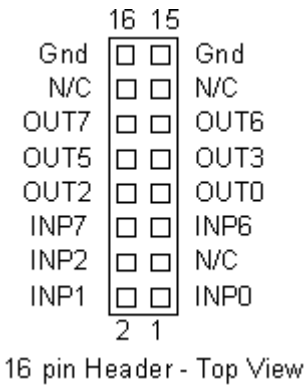 16 15
Gnd Gnd
N/C N/C
OUT7 OUT6
OUT5 OUT3
OUT2 OUT0
INP7 INP6
INP2 N/C
INP1 INP0
2 1
16 pin Header - Top View